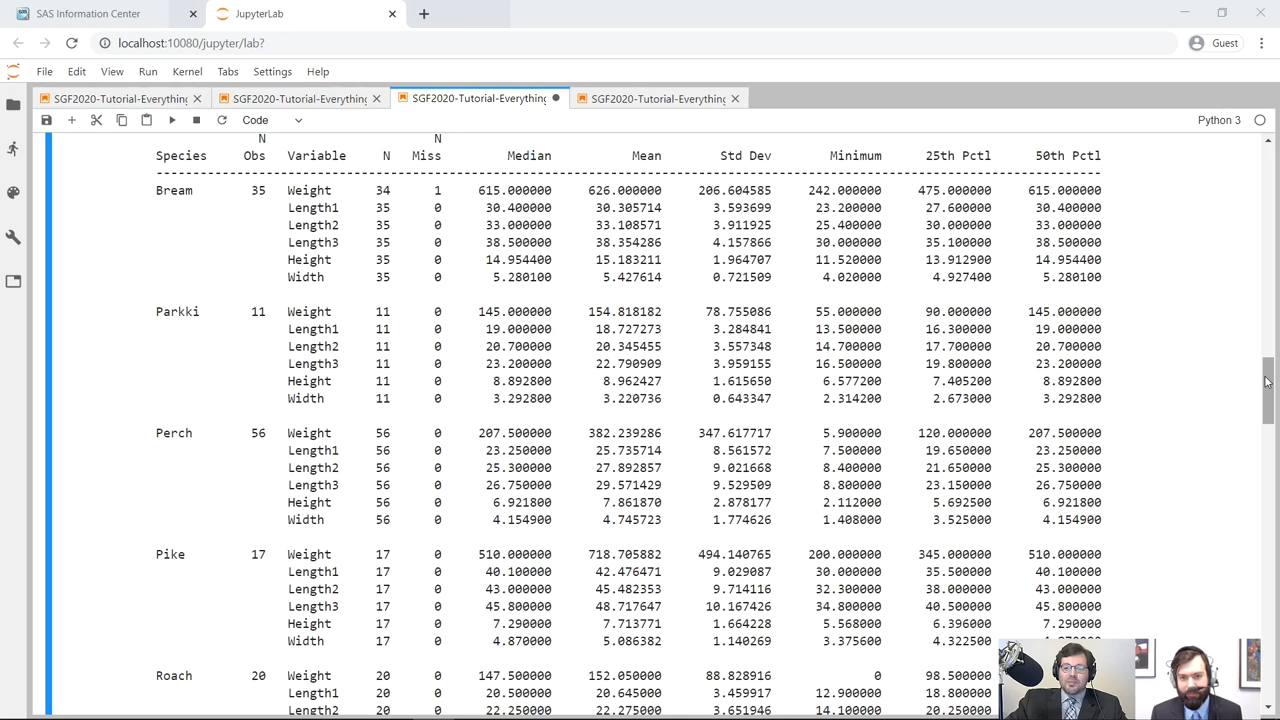 SAS Information Center
JupyterLab
localhost:10080/jupyter/lab?
Guest
File Edit View Run Kernel Tabs Settings Help
SGF2020-Tutorial-Everything SGF2020-Tutorial-Everything SGF2020-Tutorial-Everything SGF2020-Tutorial-Everything
Code Python 3
N N
Species Obs Variable N Miss Median Mean Std Dev Minimum 25th Pctl 50th Pctl
Bream 35 Weight 34 1 615.000000 626.000000 206.604585 242.000000 475.000000 615.000000
Length1 35 0 30.400000 30.305714 3.593699 23.200000 27.600000 30.400000
Length2 35 0 33.000000 33.108571 3.911925 25.400000 30.000000 33.000000
Length3 35 0 38.500000 38.354286 4.157866 30.000000 35.100000 38.500000
Height 35 0 14.954400 15.183211 1.964707 11.520000 13.912900 14.954400
Width 35 0 5.280100 5.427614 0.721509 4.020000 4.927400 5.280100
Parkki 11 Weight 11 0 145.000000 154.818182 78.755086 55.000000 90.000000 145.000000
Length1 11 0 19.000000 18.727273 3.284841 13.500000 16.300000 19.000000
Length2 11 0 20.700000 20.345455 3.557348 14.700000 17.700000 20.700000
Length3 11 0 23.200000 22.790909 3.959155 16.500000 19.800000 23.200000
Height 11 0 8.892800 8.962427 1.615650 6.577200 7.405200 8.892800
Width 11 0 3.292800 3.220736 0.643347 2.314200 2.673000 3.292800
Perch 56 Weight 56 0 207.500000 382.239286 347.617717 5.900000 120.000000 207.500000
Length1 56 0 23.250000 25.735714 8.561572 7.500000 19.650000 23.250000
Length2 56 0 25.300000 27.892857 9.021668 8.400000 21.650000 25.300000
Length3 56 0 26.750000 29.571429 9.529509 8.800000 23.150000 26.750000
Height 56 0 6.921800 7.861870 2.878177 2.112000 5.692500 6.921800
Width 56 0 4.154900 4.745723 1.774626 1.408000 3.525000 4.154900
Pike 17 Weight 17 0 510.000000 718.705882 494.140765 200.000000 345.000000 510.000000
Length1 17 0 40.100000 42.476471 9.029087 30.000000 35.500000 40.100000
Length2 17 0 43.000000 45.482353 9.714116 32.300000 38.000000 43.000000
Length3 17 0 45.800000 48.717647 10.167426 34.800000 40.500000 45.800000
Height 17 0 7.290000 7.713771 1.664228 5.568000 6.396000 7.290000
Width 17 0 4.870000 5.086382 1.140269 3.375600 4.322500
Roach 20 Weight 20 0 147.500000 152.050000 88.828916 0 98.500000
Length1 20 0 20.500000 20.645000 3.459917 12.900000 18.800000
Length2 20 0 22.250000 22.275000 3.651946 14.100000 20.250000